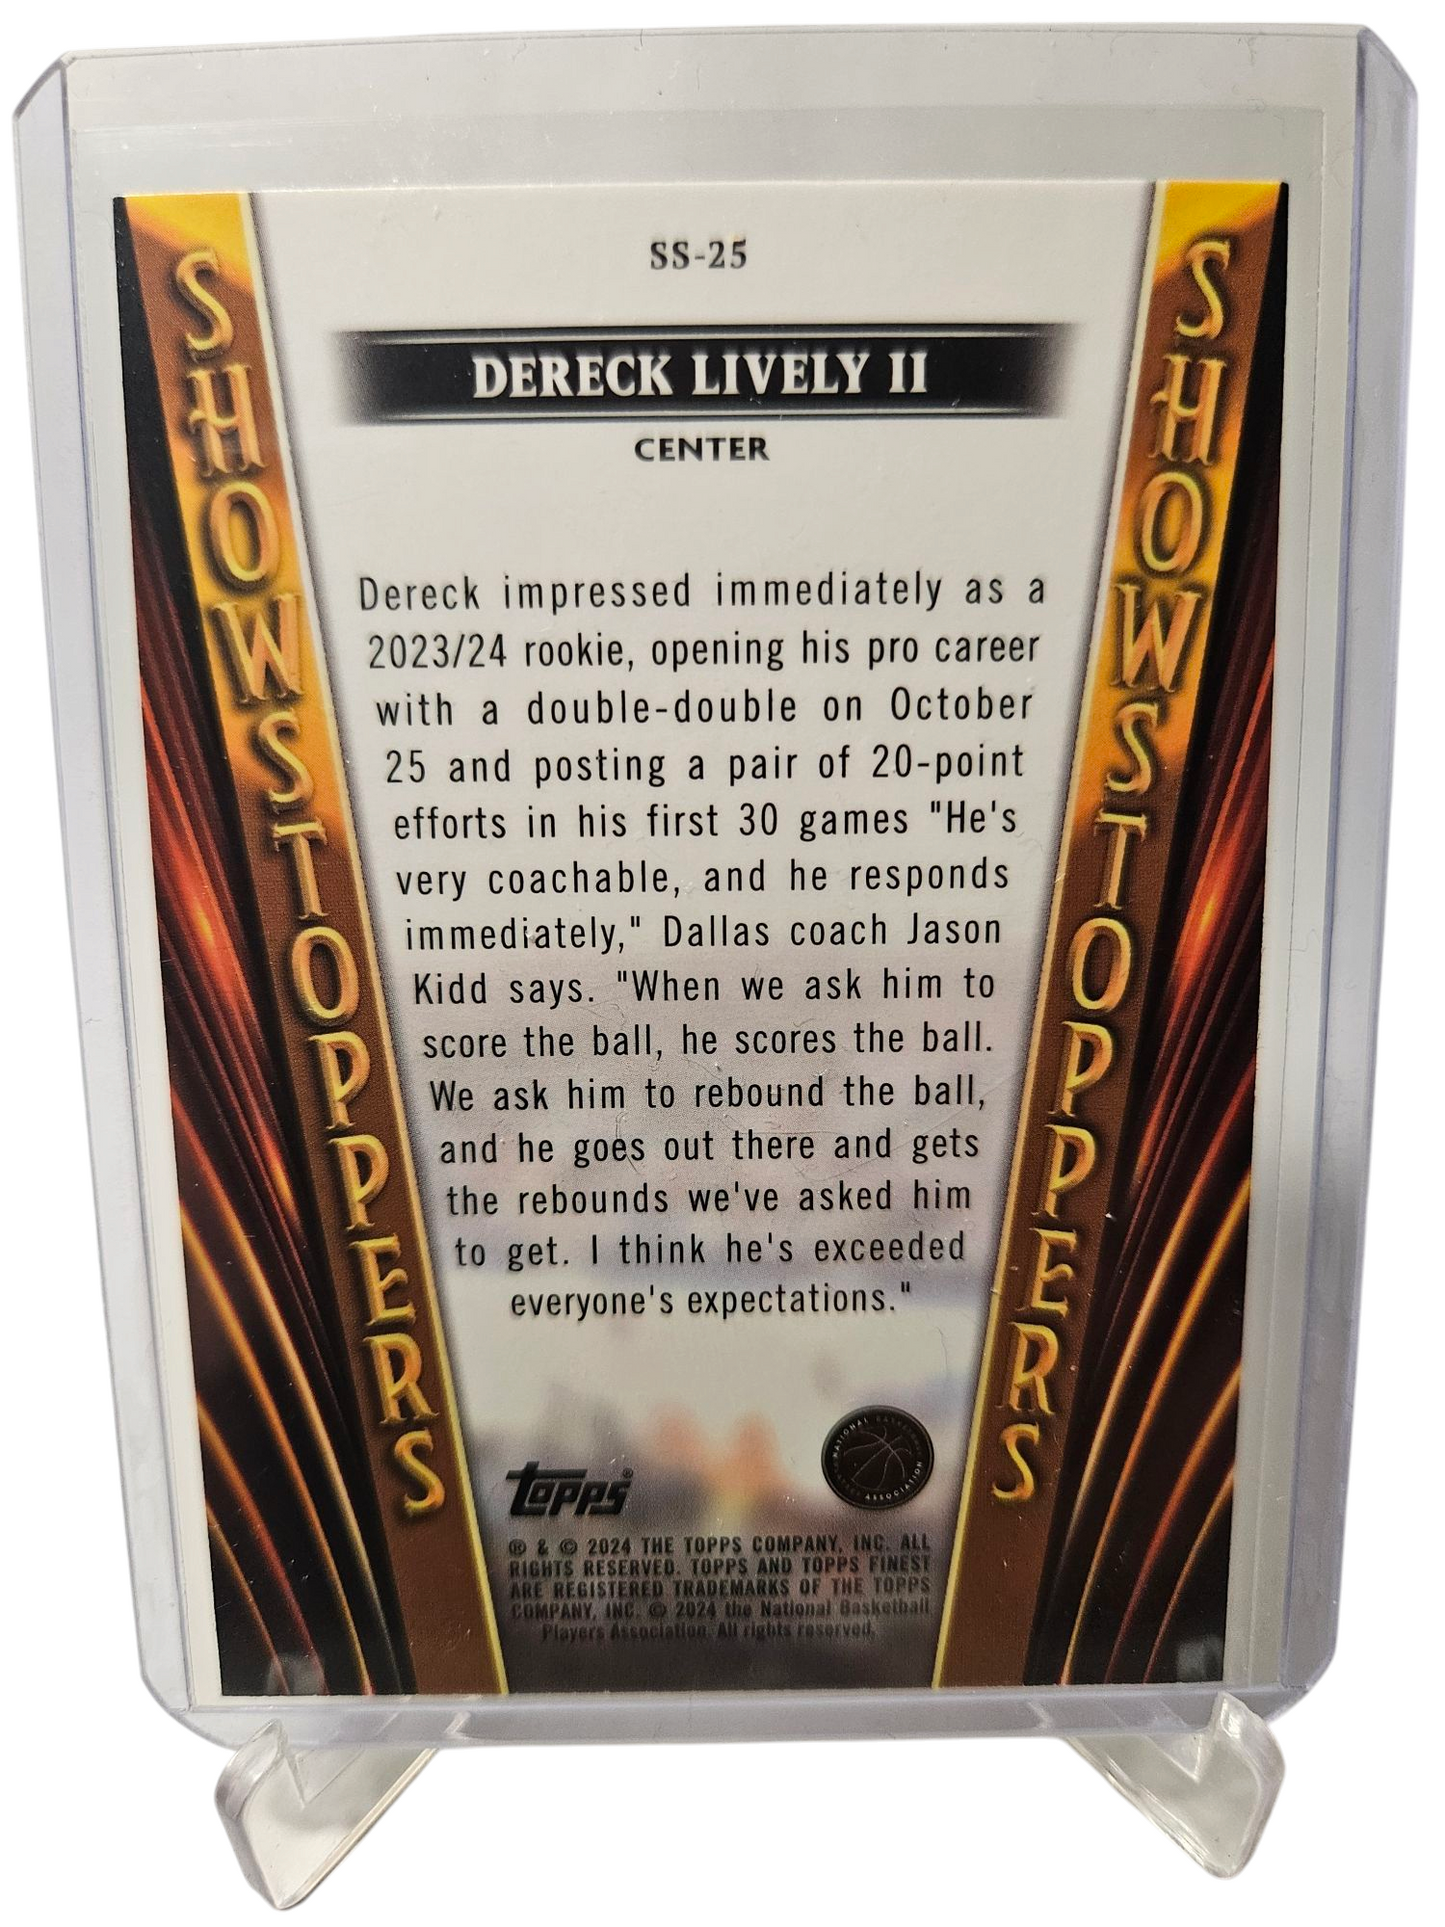 SS-25
DERECK LIVELY II
CENTER
SHOWSTOPPERS
SHOWSTOPPERS
Dereck impressed immediately as a
2023/24 rookie, opening his pro career
with a double-double on October
25 and posting a pair of 20-point
efforts in his first 30 games "He's
very coachable, and he responds
immediately," Dallas coach Jason
Kidd says. "When we ask him to
score the ball, he scores the ball.
We ask him to rebound the ball,
and he goes out there and gets
the rebounds we've asked him
to get. I think he's exceeded
everyone's expectations."
topps®
NATIONAL BASKETBALL PLAYERS ASSOCIATION
® & © 2024 THE TOPPS COMPANY, INC. ALL
RIGHTS RESERVED. TOPPS AND TOPPS FINEST
ARE REGISTERED TRADEMARKS OF THE TOPPS
COMPANY, INC. © 2024 the National Basketball
Players Association. All rights reserved.